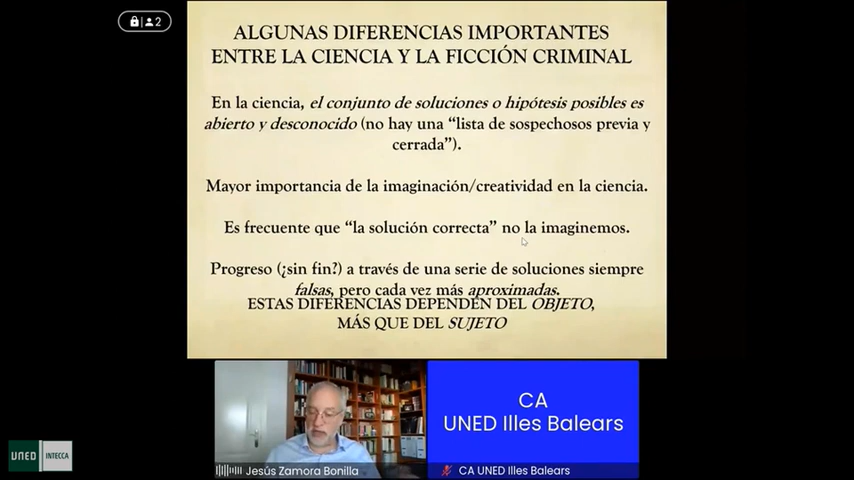 2
ALGUNAS DIFERENCIAS IMPORTANTES
ENTRE LA CIENCIA Y LA FICCIÓN CRIMINAL
En la ciencia, el conjunto de soluciones o hipótesis posibles es
abierto y desconocido (no hay una “lista de sospechosos previa y
cerrada”).
Mayor importancia de la imaginación/creatividad en la ciencia.
Es frecuente que “la solución correcta” no la imaginemos.
Progreso (¿sin fin?) a través de una serie de soluciones siempre
falsas, pero cada vez más aproximadas.
ESTAS DIFERENCIAS DEPENDEN DEL OBJETO,
MÁS QUE DEL SUJETO
CA
UNED Illes Balears
Jesús Zamora Bonilla
CA UNED Illes Balears
UNED INTECCA